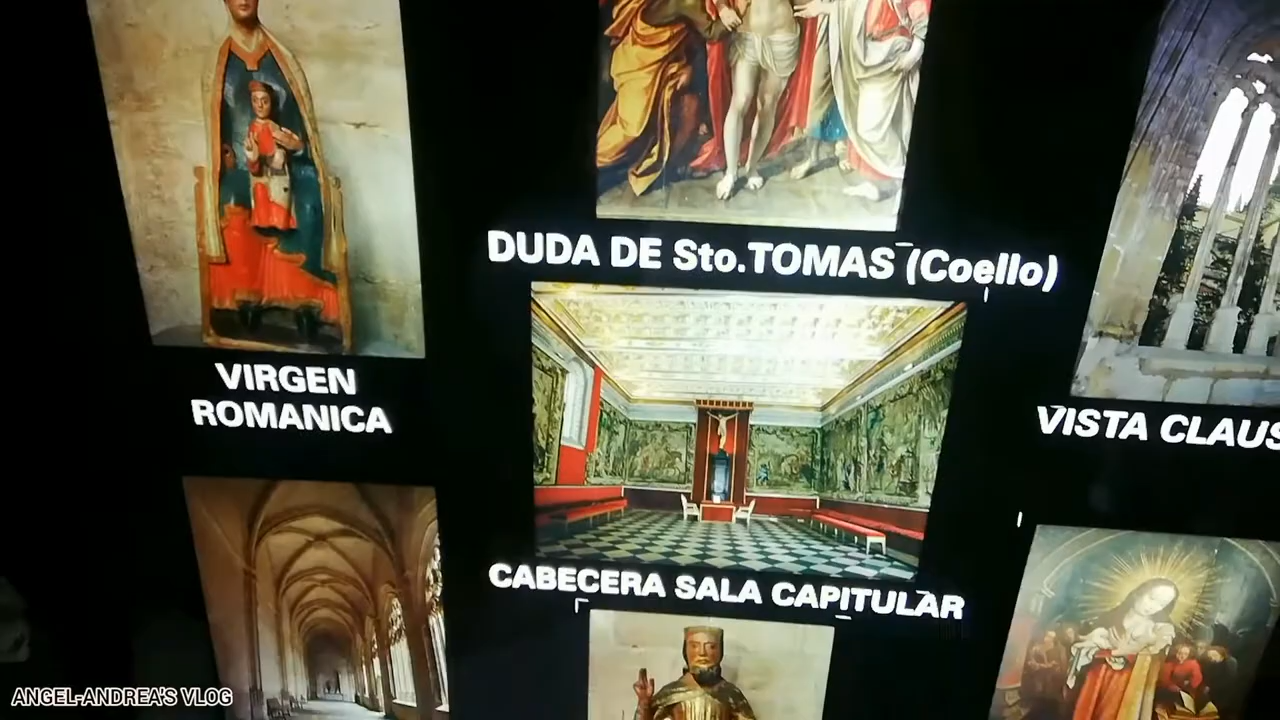 DUDA DE Sto.TOMAS (Coello)
VIRGEN
ROMANICA
VISTA CLAUS
CABECERA SALA CAPITULAR
ANGEL-ANDREA'S VLOG